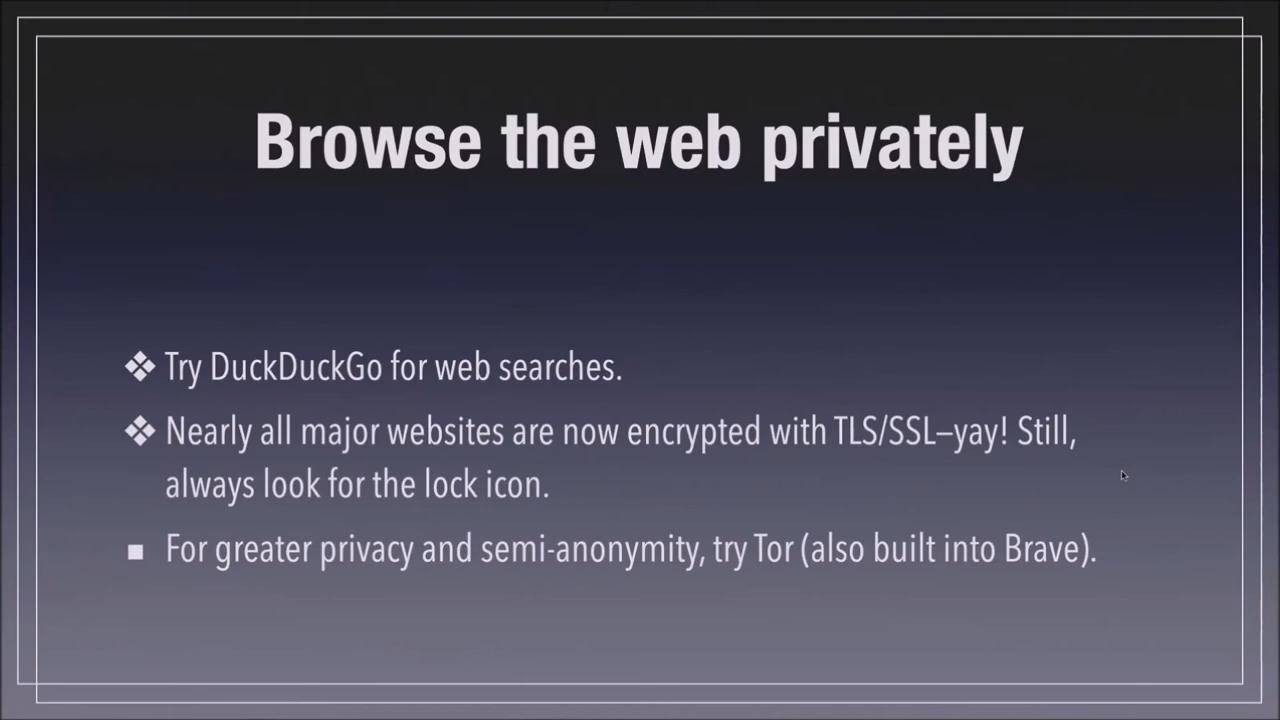 Browse the web privately
❖ Try DuckDuckGo for web searches.
❖ Nearly all major websites are now encrypted with TLS/SSL—yay! Still,
always look for the lock icon.
▪ For greater privacy and semi-anonymity, try Tor (also built into Brave).